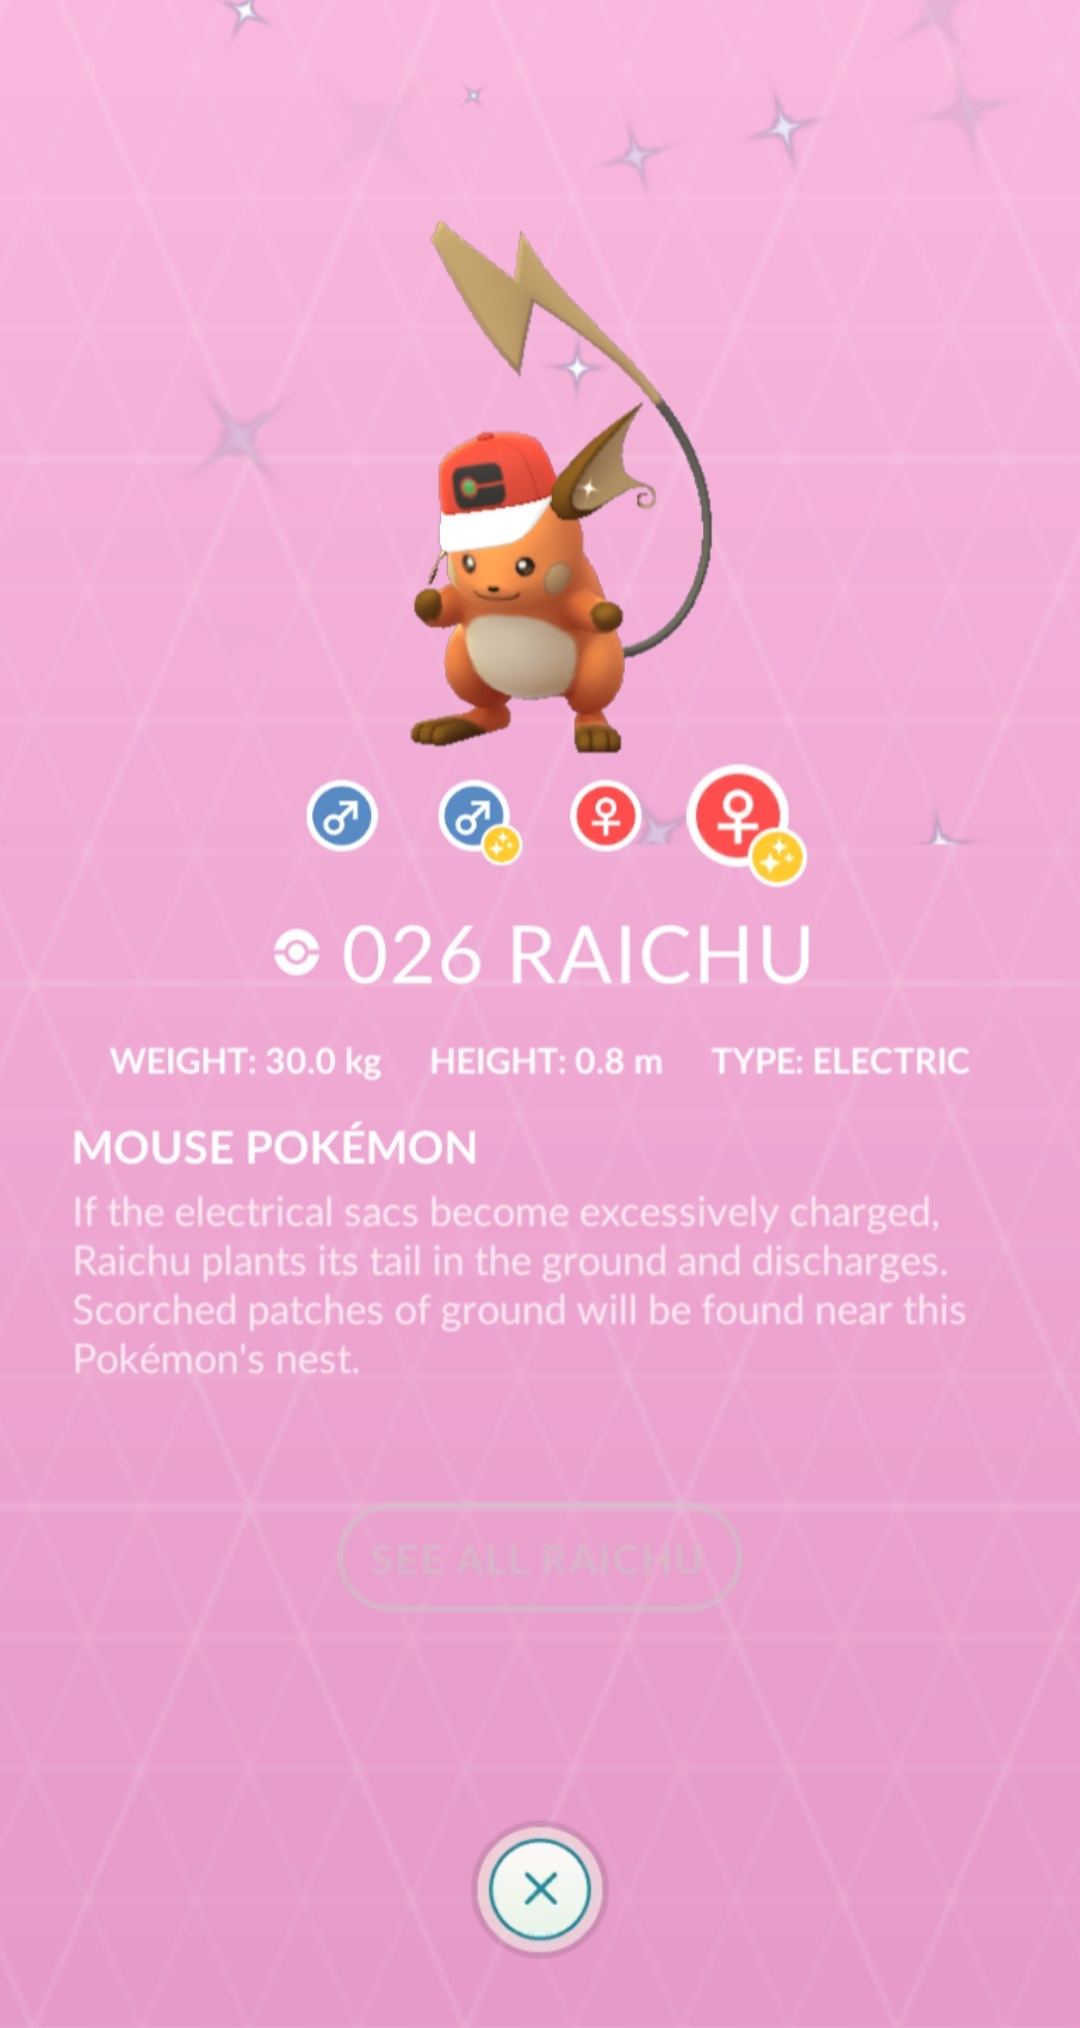 026 RAICHU
WEIGHT: 30.0 kg HEIGHT: 0.8 m TYPE: ELECTRIC
MOUSE POKÉMON
If the electrical sacs become excessively charged,
Raichu plants its tail in the ground and discharges.
Scorched patches of ground will be found near this
Pokémon's nest.
SEE ALL RAICHU